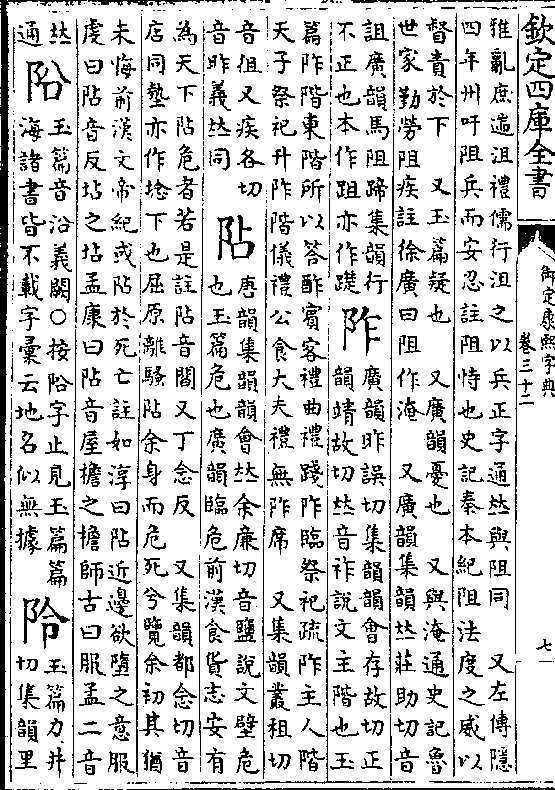 欽定四庫全書
御定康熙字典
卷三十二
七
雅亂庶遄沮禮儒行沮之以兵正字通𠀤與阻同　又左傳隱
四年州吁阻兵而安忍註阻恃也史記秦本紀阻法度之威以
督責於下　又玉篇疑也　又廣韻憂也　又與淹通史記魯
世家勤勞阻疾註徐廣曰阻作淹　又廣韻集韻𠀤莊助切音
詛廣韻馬阻蹄集韻行
不正也本作跙亦作䟶
阼
廣韻昨誤切集韻韻會存故切正
韻靖故切𠀤音祚說文主階也玉
篇阼階東階所以答酢賓客禮曲禮踐阼臨祭祀疏阼主人階
天子祭祀升阼階儀禮公食大夫禮無阼席　又集韻叢租切
音徂又疾各切
音昨義𠀤同
阽
唐韻集韻韻會𠀤余廉切音鹽說文壁危
也玉篇危也廣韻臨危前漢食貨志安有
為天下阽危者若是註阽音閻又丁念反　又集韻都念切音
店同墊亦作埝下也屈原離騷阽余身而危死兮覽余初其猶
未悔前漢文帝紀或阽於死亡註如淳曰阽近邊欲墮之意服
虔曰阽音反坫之坫孟康曰阽音屋檐之檐師古曰服孟二音
𠀤
通
玉篇音沿義闕○按字止見玉篇篇
海諸書皆不載字彙云地名似無據
阾
玉篇力井
切集韻里